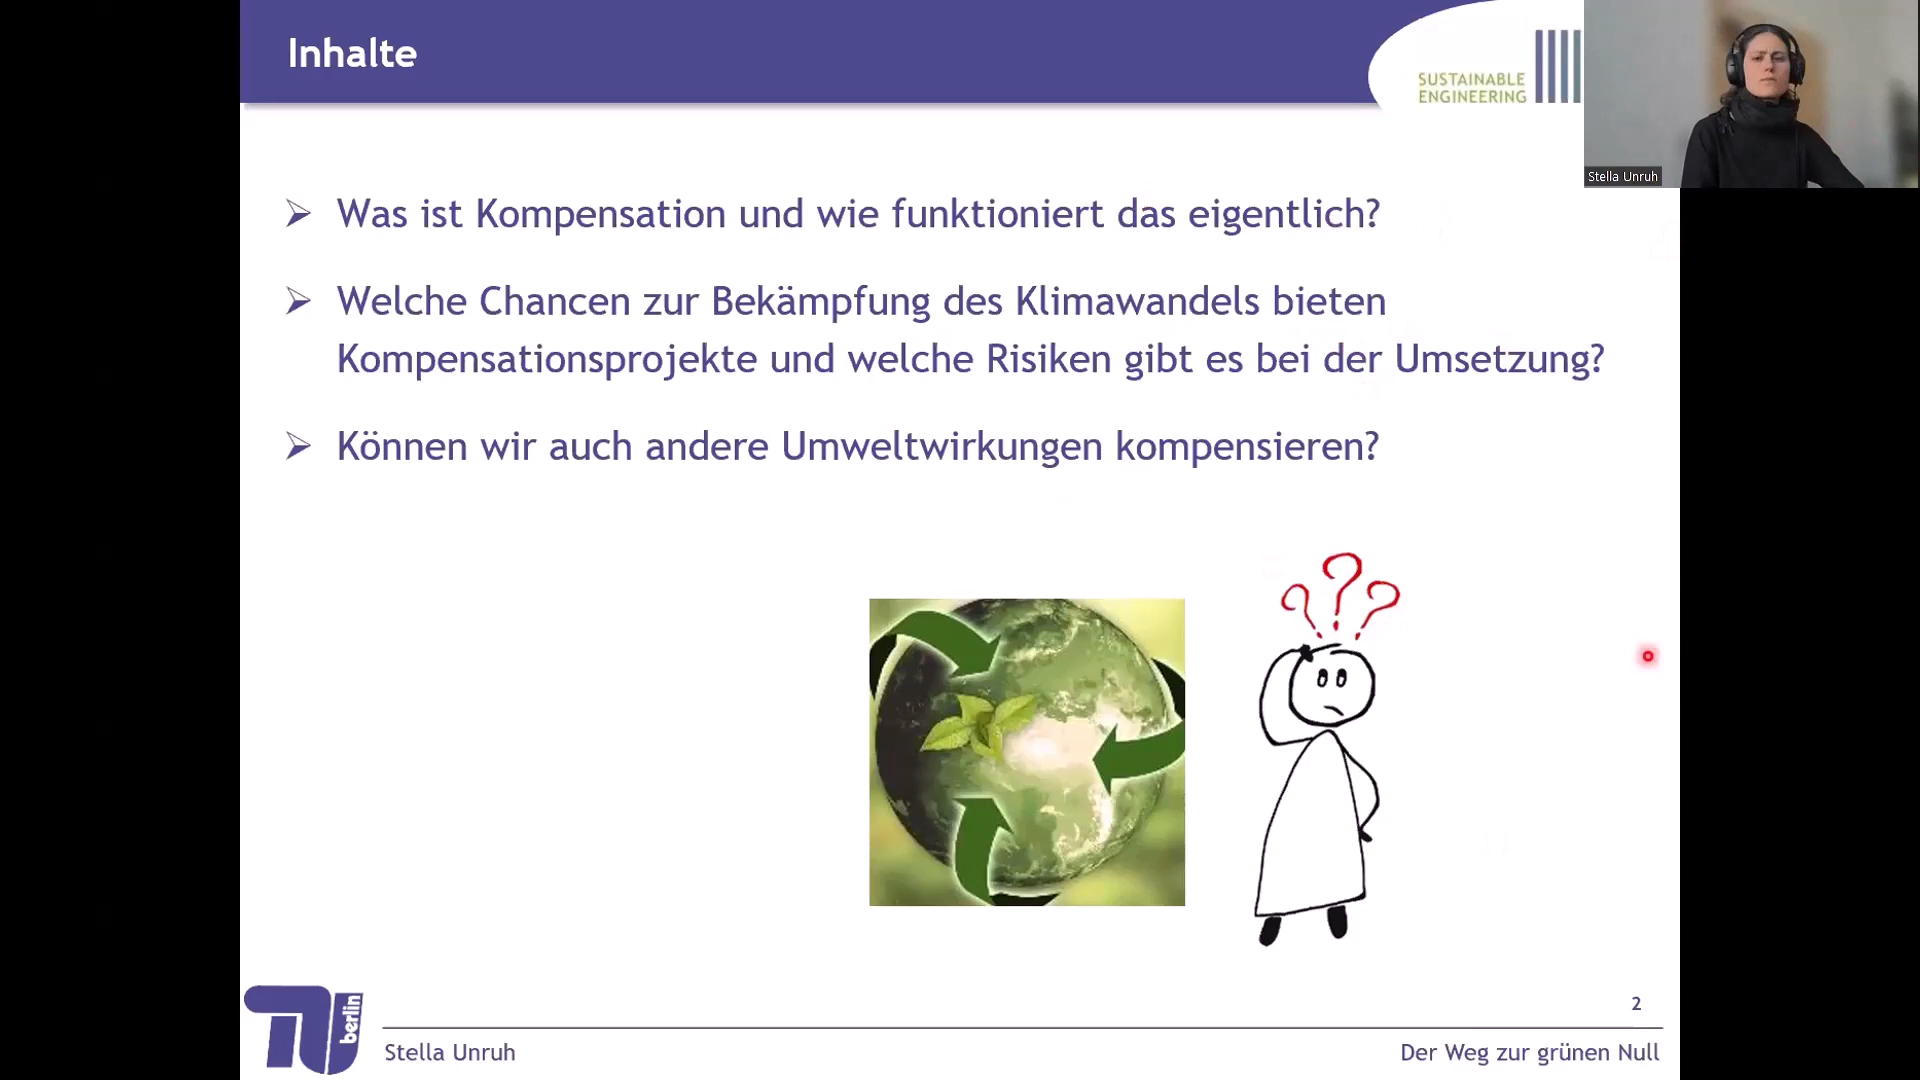 Inhalte
SUSTAINABLE
ENGINEERING
Stella Unruh
➢ Was ist Kompensation und wie funktioniert das eigentlich?
➢ Welche Chancen zur Bekämpfung des Klimawandels bieten
Kompensationsprojekte und welche Risiken gibt es bei der Umsetzung?
➢ Können wir auch andere Umweltwirkungen kompensieren?
???
TU berlin
2
Stella Unruh
Der Weg zur grünen Null